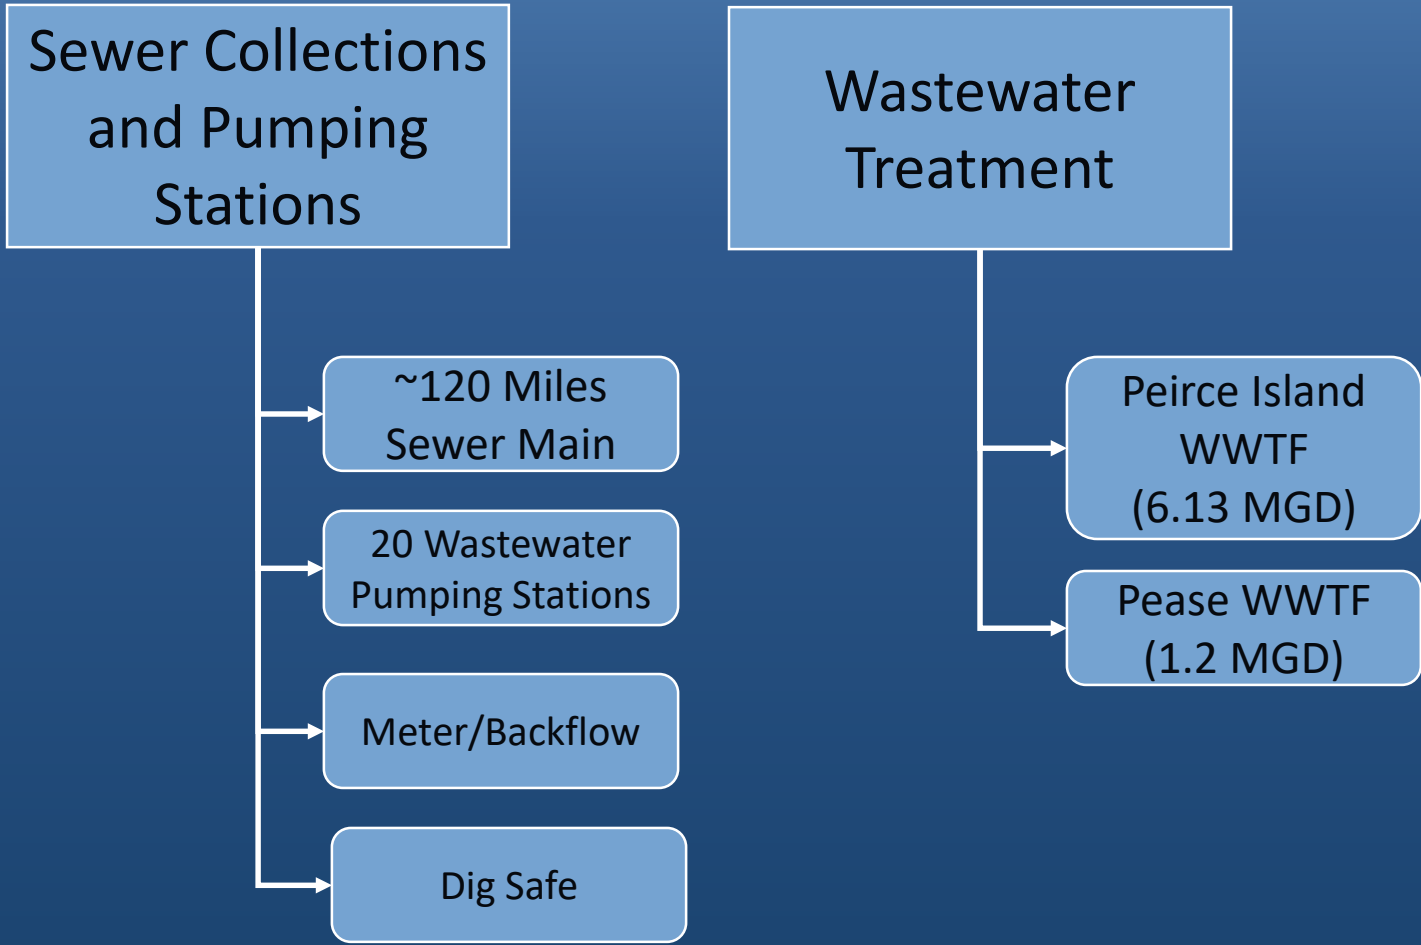 Sewer Collections
and Pumping
Stations
~120 Miles
Sewer Main
20 Wastewater
Pumping Stations
Meter/Backflow
Dig Safe
Wastewater
Treatment
Peirce Island
WWTF
(6.13 MGD)
Pease WWTF
(1.2 MGD)